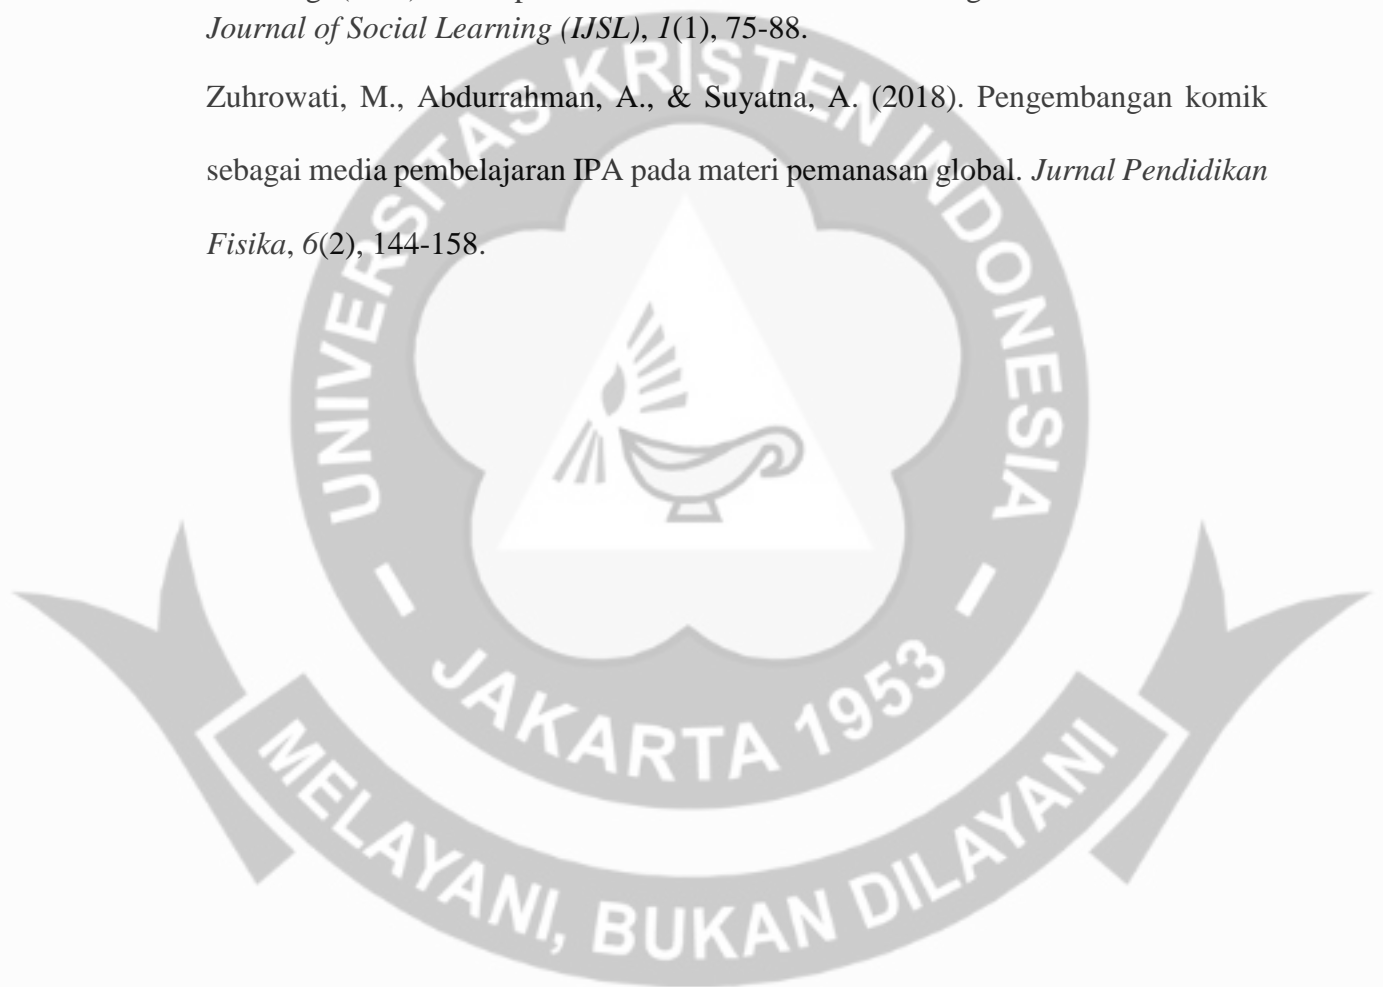 Journal of Social Learning (IJSL), 1(1), 75-88.
Zuhrowati, M., Abdurrahman, A., & Suyatna, A. (2018). Pengembangan komik
sebagai media pembelajaran IPA pada materi pemanasan global. Jurnal Pendidikan
Fisika, 6(2), 144-158.
UNIVERSITAS KRISTEN INDONESIA
JAKARTA 1953
MELAYANI, BUKAN DILAYANI